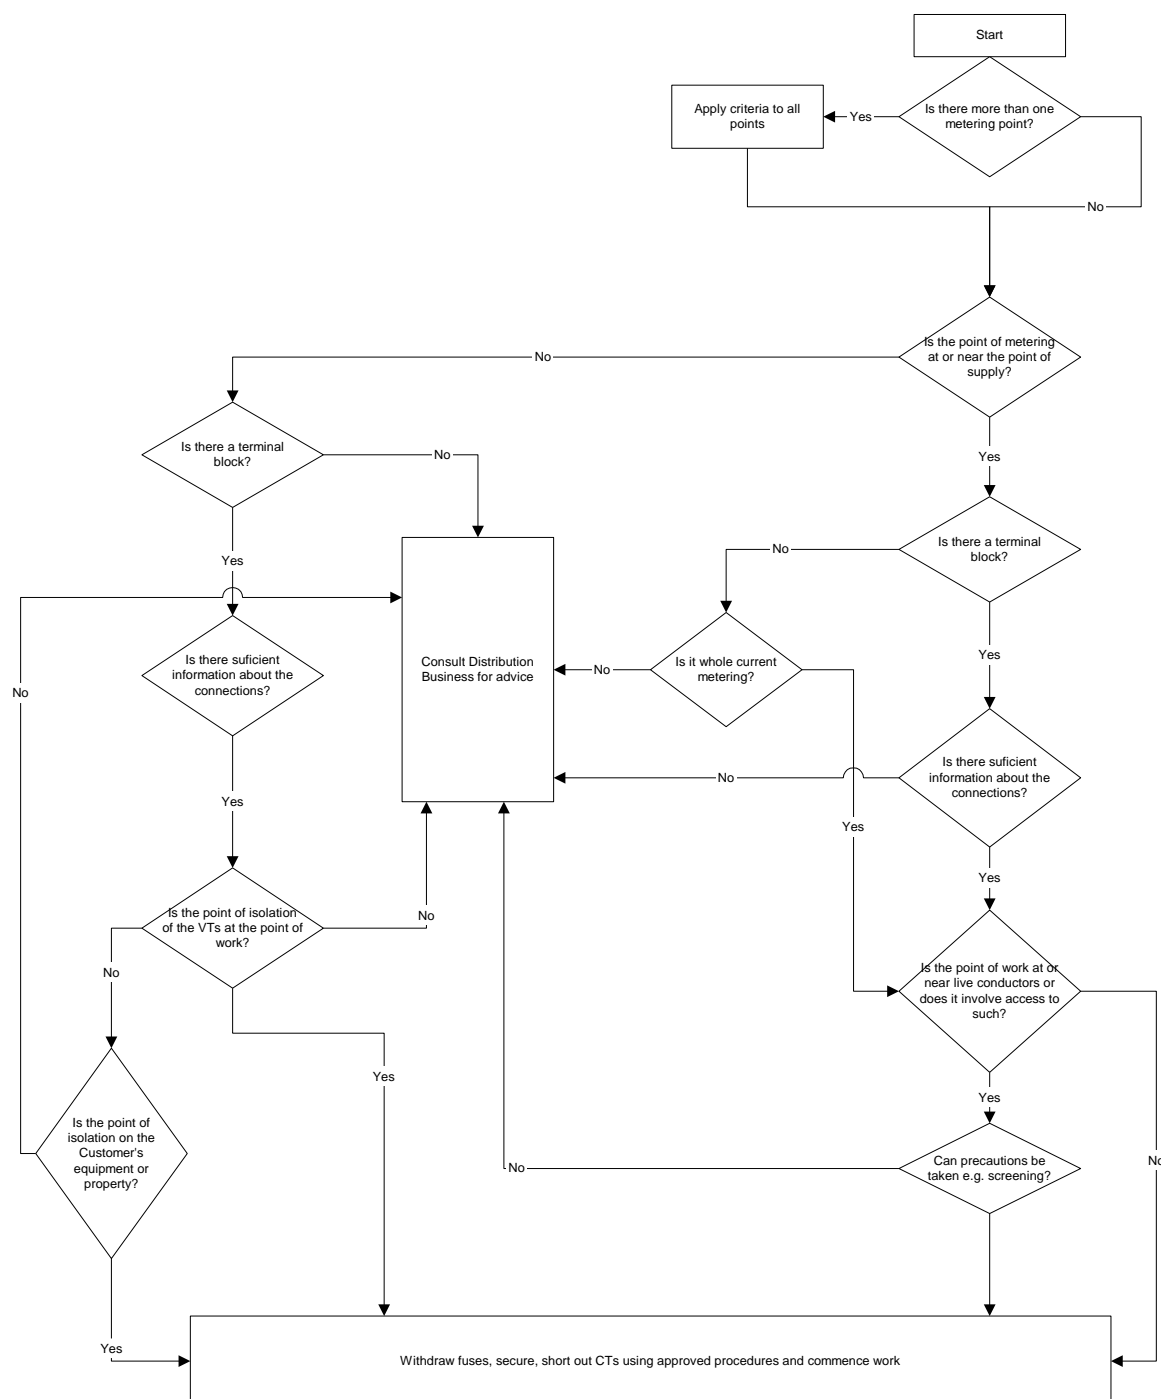 Start
Is there more than one
metering point?
Yes
Apply criteria to all
points
No
Is the point of metering
at or near the point of
supply?
No
Yes
Is there a terminal
block?
No
Yes
Is there a terminal
block?
No
Yes
Is there suficient
information about the
connections?
No
Yes
Consult Distribution
Business for advice
Is it whole current
metering?
No
Yes
Is there suficient
information about the
connections?
No
Yes
Is the point of isolation
of the VTs at the point of
work?
No
No
Yes
Is the point of work at or
near live conductors or
does it involve access to
such?
Yes
No
Is the point of
isolation on the
Customer's
equipment or
property?
Yes
Can precautions be
taken e.g. screening?
No
Withdraw fuses, secure, short out CTs using approved procedures and commence work